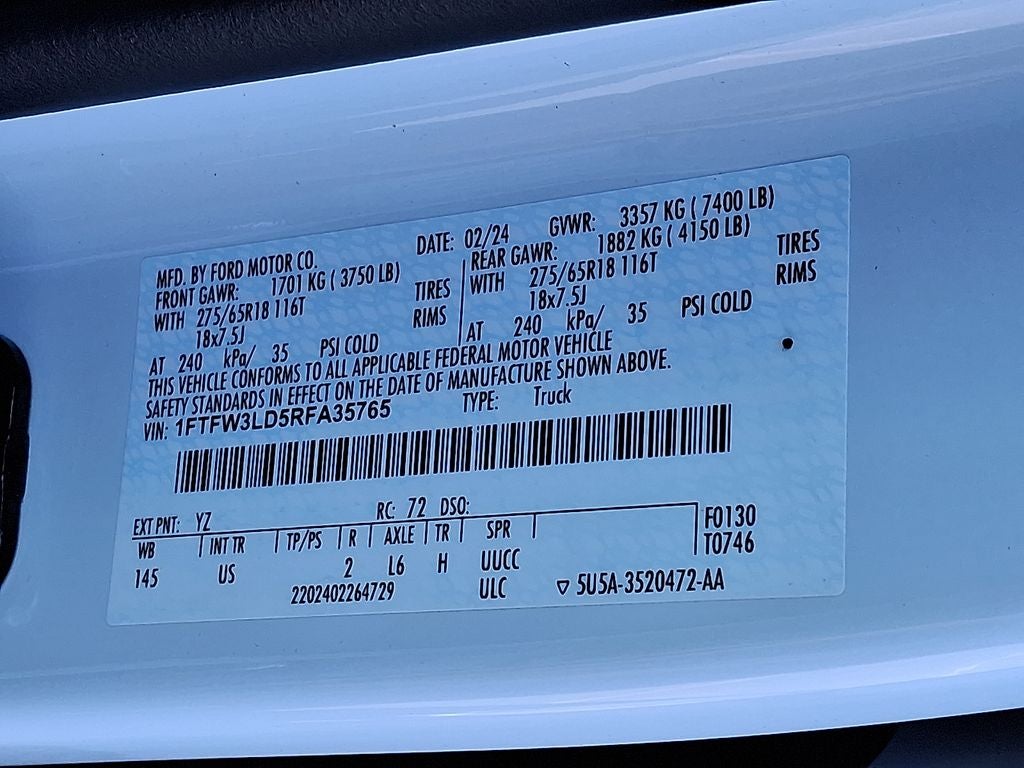 MFD. BY FORD MOTOR CO. DATE: 02/24 GVWR: 3357 KG ( 7400 LB)
FRONT GAWR: 1701 KG ( 3750 LB) REAR GAWR: 1882 KG ( 4150 LB)
WITH 275/65R18 116T TIRES WITH 275/65R18 116T TIRES
18x7.5J RIMS 18x7.5J RIMS
AT 240 kPa/ 35 PSI COLD AT 240 kPa/ 35 PSI COLD
THIS VEHICLE CONFORMS TO ALL APPLICABLE FEDERAL MOTOR VEHICLE
SAFETY STANDARDS IN EFFECT ON THE DATE OF MANUFACTURE SHOWN ABOVE.
VIN: 1FTFW3LD5RFA35765 TYPE: Truck
EXT PNT: YZ RC: 72 DSO:
WB INT TR TP/PS R AXLE TR SPR F0130
145 US 2 L6 H UUCC T0746
2202402264729 ULC ▽ 5U5A-3520472-AA